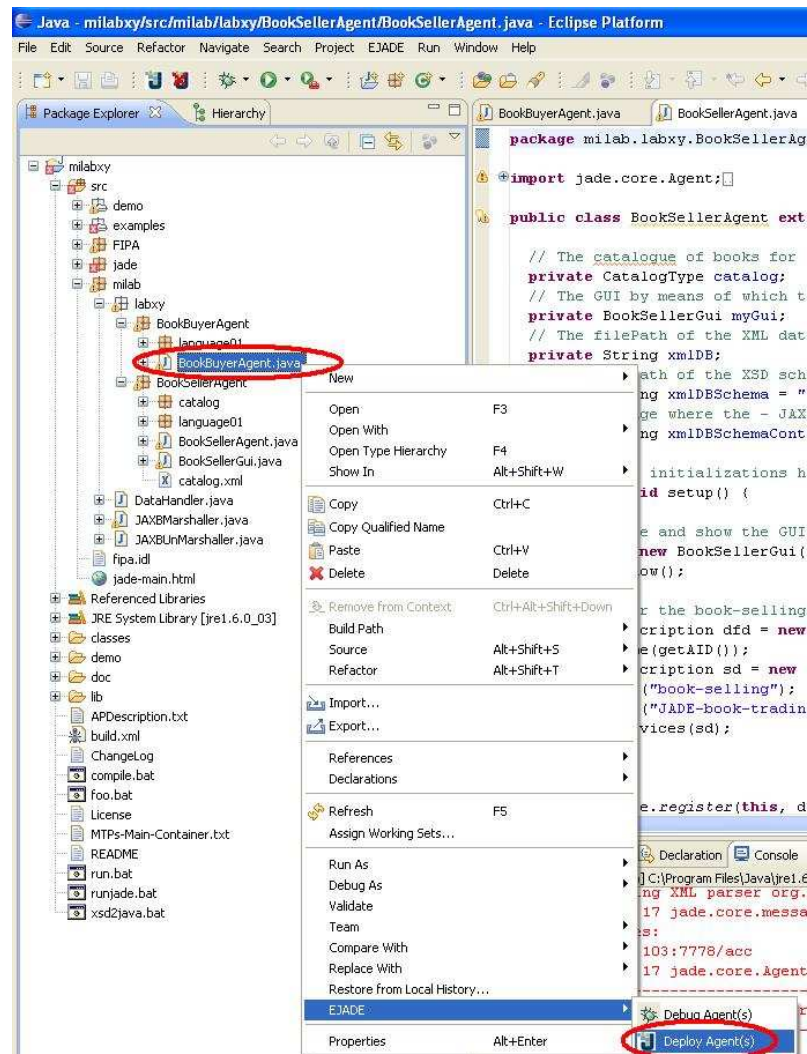 Java - milabxy/src/milab/labxy/BookSellerAgent/BookSellerAgent.java - Eclipse Platform
File Edit Source Refactor Navigate Search Project EJADE Run Window Help
Package Explorer Hierarchy
milabxy
src
demo
examples
FIPA
jade
milab
labxy
BookBuyerAgent
language01
BookBuyerAgent.java
BookSellerAgent
catalog
language01
BookSellerAgent.java
BookSellerGui.java
catalog.xml
DataHandler.java
JAXBMarshaller.java
JAXBUnMarshaller.java
fipa.idl
jade-main.html
Referenced Libraries
JRE System Library [jre1.6.0_03]
classes
demo
doc
lib
APDescription.txt
build.xml
ChangeLog
compile.bat
foo.bat
License
MTPs-Main-Container.txt
README
run.bat
runjade.bat
xsd2java.bat
New
Open F3
Open With
Open Type Hierarchy F4
Show In Alt+Shift+W
Copy Ctrl+C
Copy Qualified Name
Paste Ctrl+V
Delete Delete
Remove from Context Ctrl+Alt+Shift+Down
Build Path
Source Alt+Shift+S
Refactor Alt+Shift+T
Import...
Export...
References
Declarations
Refresh F5
Assign Working Sets...
Run As
Debug As
Validate
Team
Compare With
Replace With
Restore from Local History...
EJADE
Properties Alt+Enter
Debug Agent(s)
Deploy Agent(s)
BookBuyerAgent.java BookSellerAgent.java
package milab.labxy.BookSellerAg
import jade.core.Agent;
public class BookSellerAgent ext
// The catalogue of books for
private CatalogType catalog;
// The GUI by means of which t
private BookSellerGui myGui;
// The filePath of the XML dat
private String xmlDB;
ath of the XSD sch
ng xmlDBSchema = "
ge where the - JAX
ng xmlDBSchemaCont
initializations h
id setup() {
e and show the GUI
new BookSellerGui(
ow();
r the book-selling
cription dfd = new
e(getAID());
cription sd = new
("book-selling");
("JADE-book-tradin
vices(sd);
e.register(this, d
Declaration Console
] C:\Program Files\Java\jre1.6
ng XML parser org.
17 jade.core.messa
s:
103:7778/acc
17 jade.core.Agent